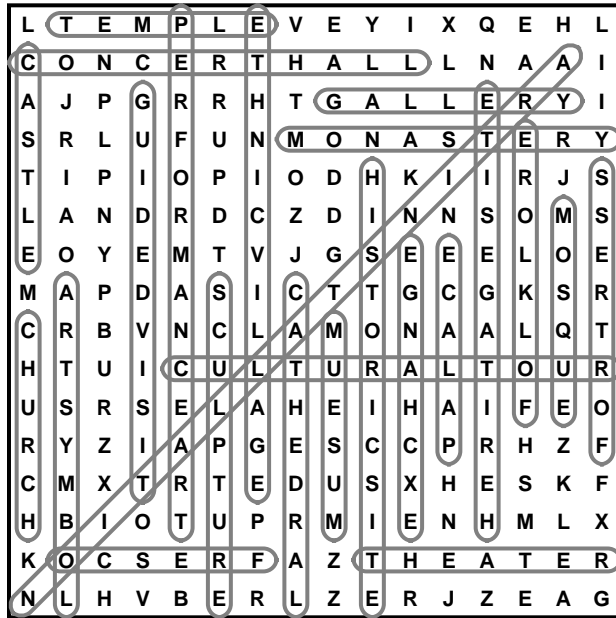 L T E M P L E V E Y I X Q E H L
C O N C E R T H A L L L N A A I
A J P G R R H T G A L L E R Y I
S R L U F U N M O N A S T E R Y
T I P I O P I O D H K I I R J S
L A N D R D C Z D I N N S O M S
E O Y E M T V J G S E E E L O E
M A P D A S I C T T G C G K S R
C R B V N C L A M O N A A L Q T
H T U I C U L T U R A L T O U R
U S R S E L A H E I H A I F E O
R Y Z I A P G E S C C P R H Z F
C M X T R T E D U S X H E S K F
H B I O T U P R M I E N H M L X
K O C S E R F A Z T H E A T E R
N L H V B E R L Z E R J Z E A G